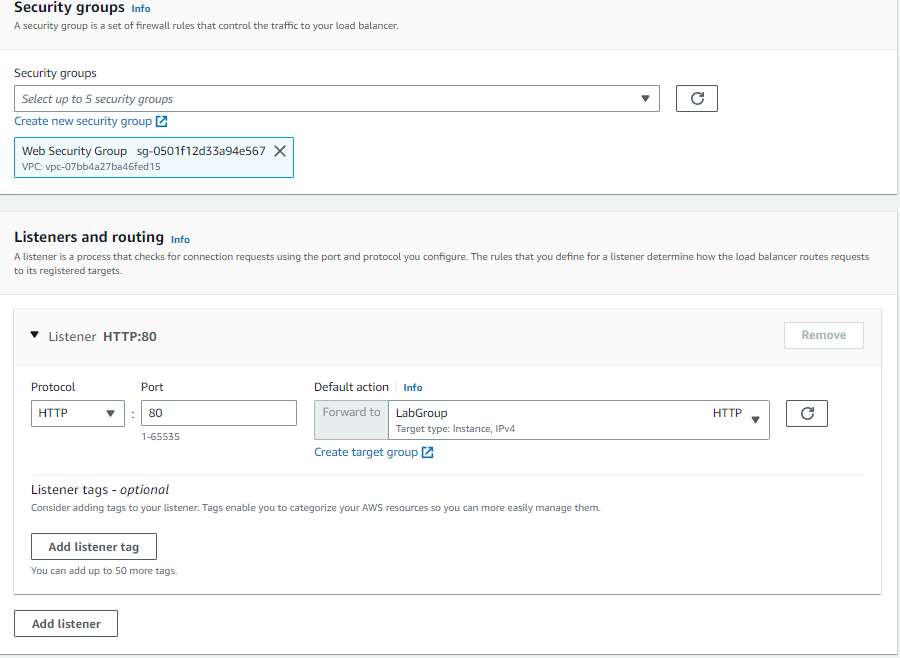 Security groups Info
A security group is a set of firewall rules that control the traffic to your load balancer.
Security groups
Select up to 5 security groups
Create new security group
Web Security Group sg-0501f12d33a94e567
VPC: vpc-07bb4a27ba46fed15
Listeners and routing Info
A listener is a process that checks for connection requests using the port and protocol you configure. The rules that you define for a listener determine how the load balancer routes requests
to its registered targets.
Listener HTTP:80
Remove
Protocol Port Default action Info
HTTP : 80 Forward to LabGroup HTTP
Target type: Instance, IPv4
1-65535
Create target group
Listener tags - optional
Consider adding tags to your listener. Tags enable you to categorize your AWS resources so you can more easily manage them.
Add listener tag
You can add up to 50 more tags.
Add listener